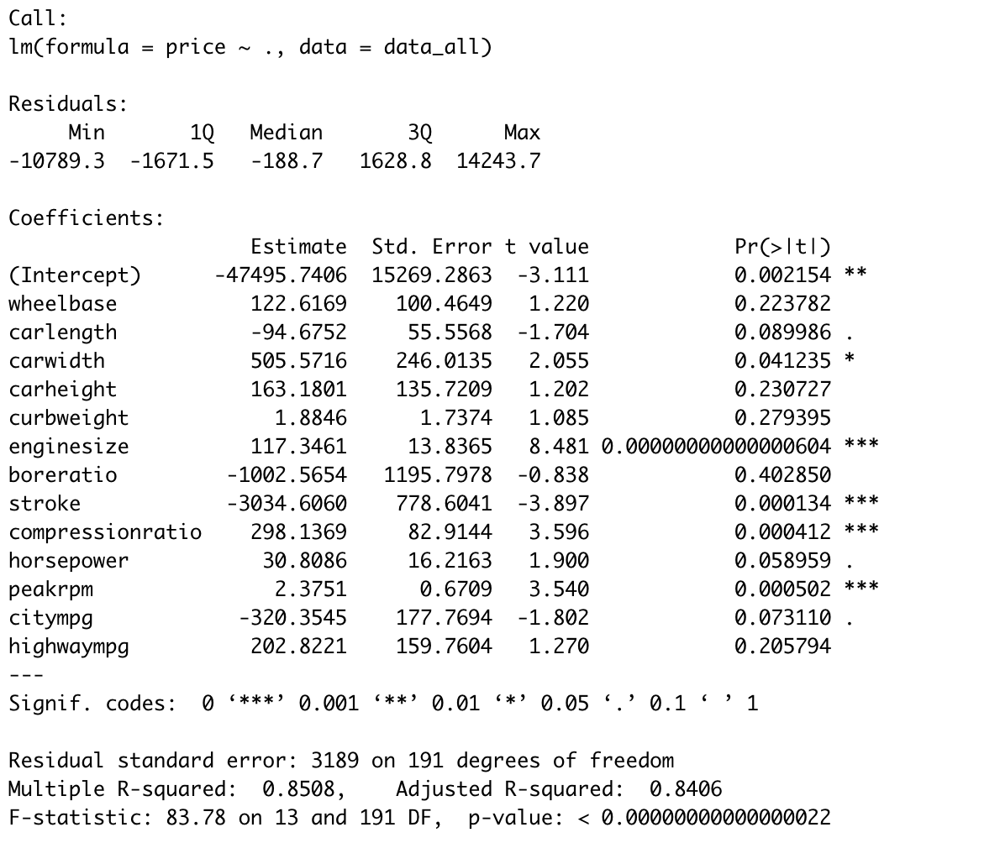 Call:
lm(formula = price ~ ., data = data_all)
Residuals:
     Min       1Q   Median       3Q      Max
-10789.3  -1671.5   -188.7   1628.8  14243.7
Coefficients:
                    Estimate  Std. Error t value            Pr(>|t|)
(Intercept)      -47495.7406  15269.2863  -3.111            0.002154 **
wheelbase           122.6169    100.4649   1.220            0.223782
carlength           -94.6752     55.5568  -1.704            0.089986 .
carwidth            505.5716    246.0135   2.055            0.041235 *
carheight           163.1801    135.7209   1.202            0.230727
curbweight            1.8846      1.7374   1.085            0.279395
enginesize          117.3461     13.8365   8.481 0.00000000000000604 ***
boreratio         -1002.5654   1195.7978  -0.838            0.402850
stroke            -3034.6060    778.6041  -3.897            0.000134 ***
compressionratio    298.1369     82.9144   3.596            0.000412 ***
horsepower           30.8086     16.2163   1.900            0.058959 .
peakrpm               2.3751      0.6709   3.540            0.000502 ***
citympg            -320.3545    177.7694  -1.802            0.073110 .
highwaympg          202.8221    159.7604   1.270            0.205794
---
Signif. codes:  0 ‘***’ 0.001 ‘**’ 0.01 ‘*’ 0.05 ‘.’ 0.1 ‘ ’ 1
Residual standard error: 3189 on 191 degrees of freedom
Multiple R-squared:  0.8508,    Adjusted R-squared:  0.8406
F-statistic: 83.78 on 13 and 191 DF,  p-value: < 0.00000000000000022